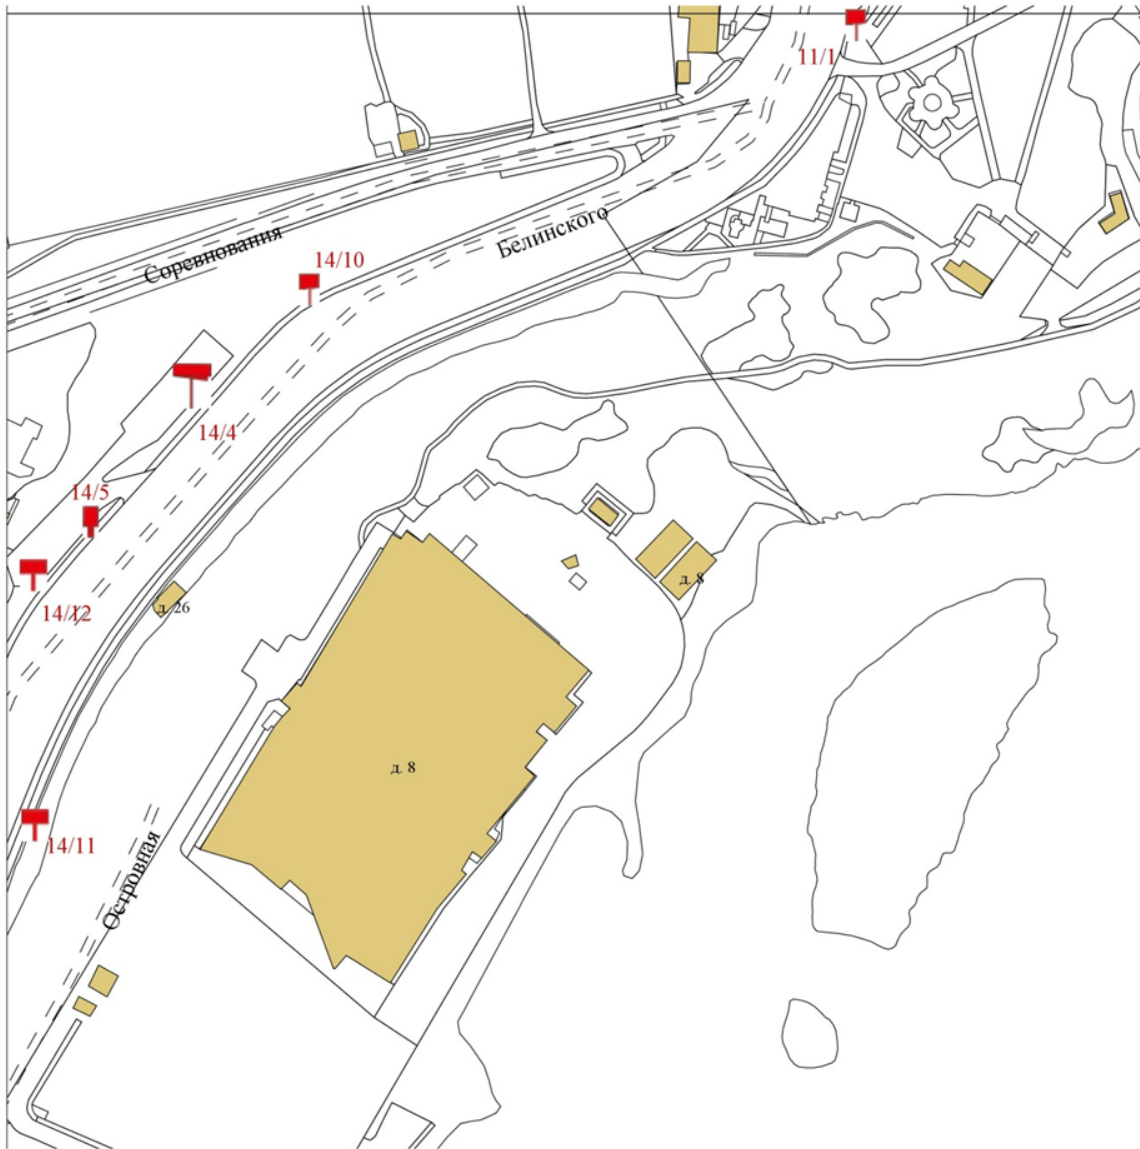 11/1
Белинского
Соревнования
14/10
14/4
14/5
14/12
д. 26
д. 8
д. 8
14/11
Островная